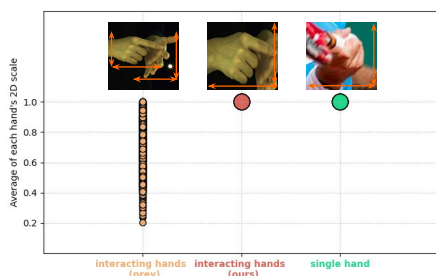 Average of each hand's 2D scale
1.0
0.8
0.6
0.4
0.2
interacting hands
(prev)
interacting hands
(ours)
single hand